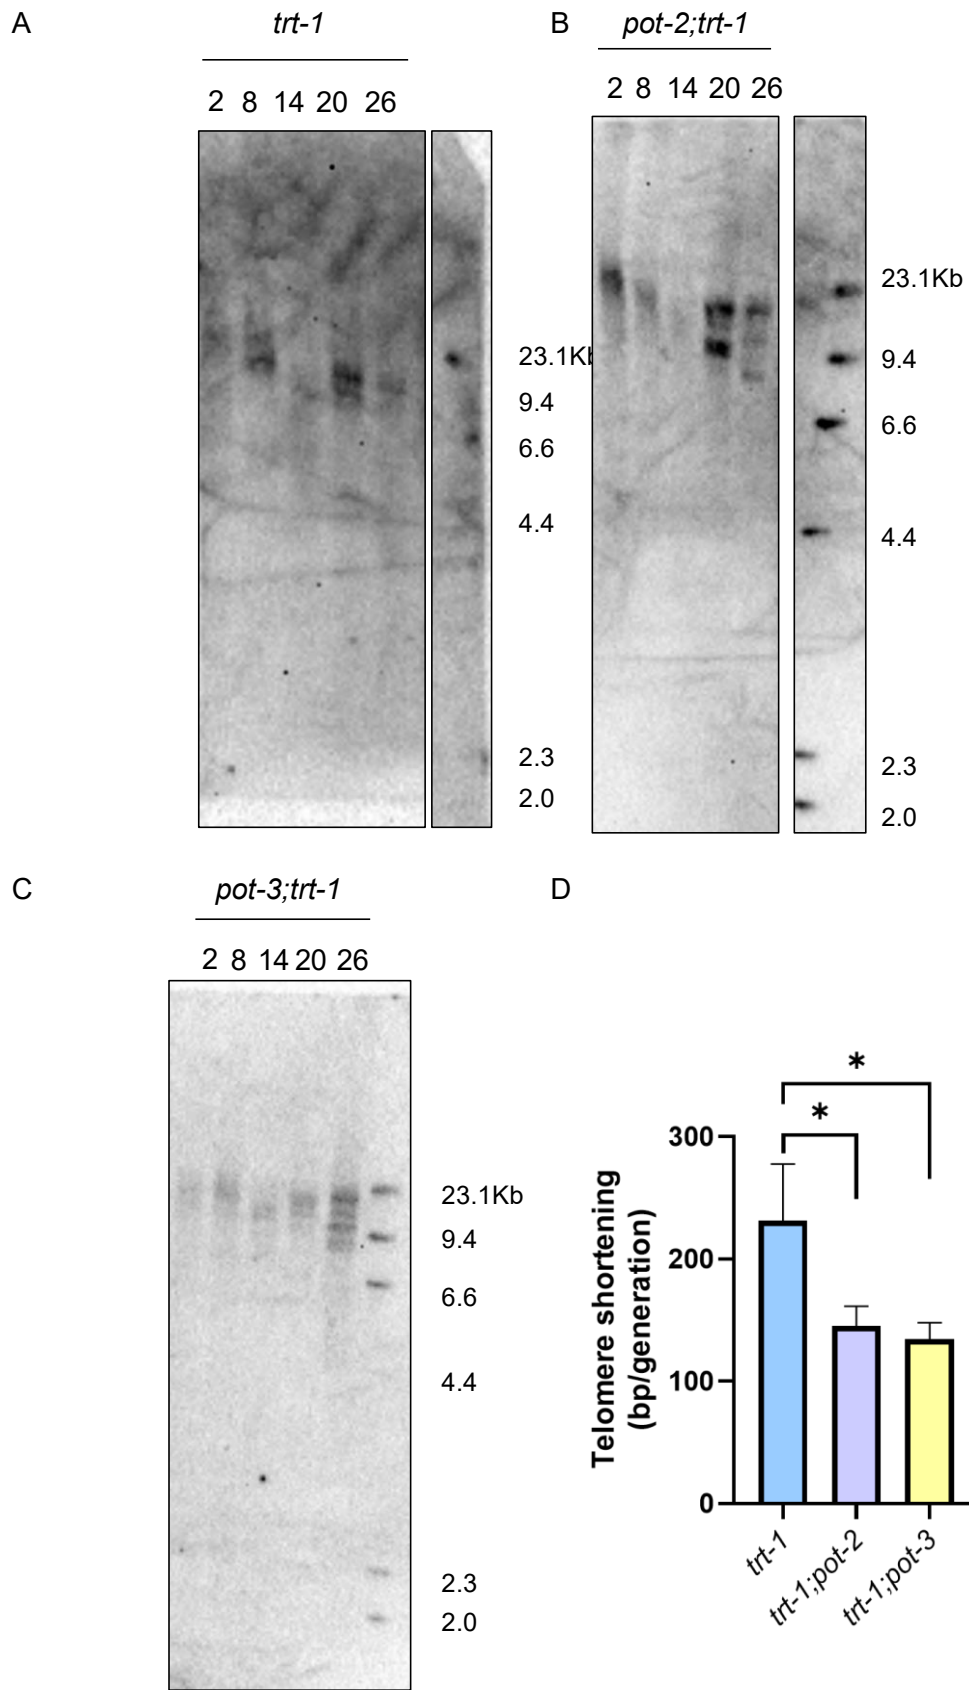 A
trt-1
2 8 14 20 26
23.1Kb
9.4
6.6
4.4
2.3
2.0
B
pot-2;trt-1
2 8 14 20 26
23.1Kb
9.4
6.6
4.4
2.3
2.0
C
pot-3;trt-1
2 8 14 20 26
23.1Kb
9.4
6.6
4.4
2.3
2.0
D
*
*
Telomere shortening
(bp/generation)
300
200
100
0
trt-1
trt-1;pot-2
trt-1;pot-3